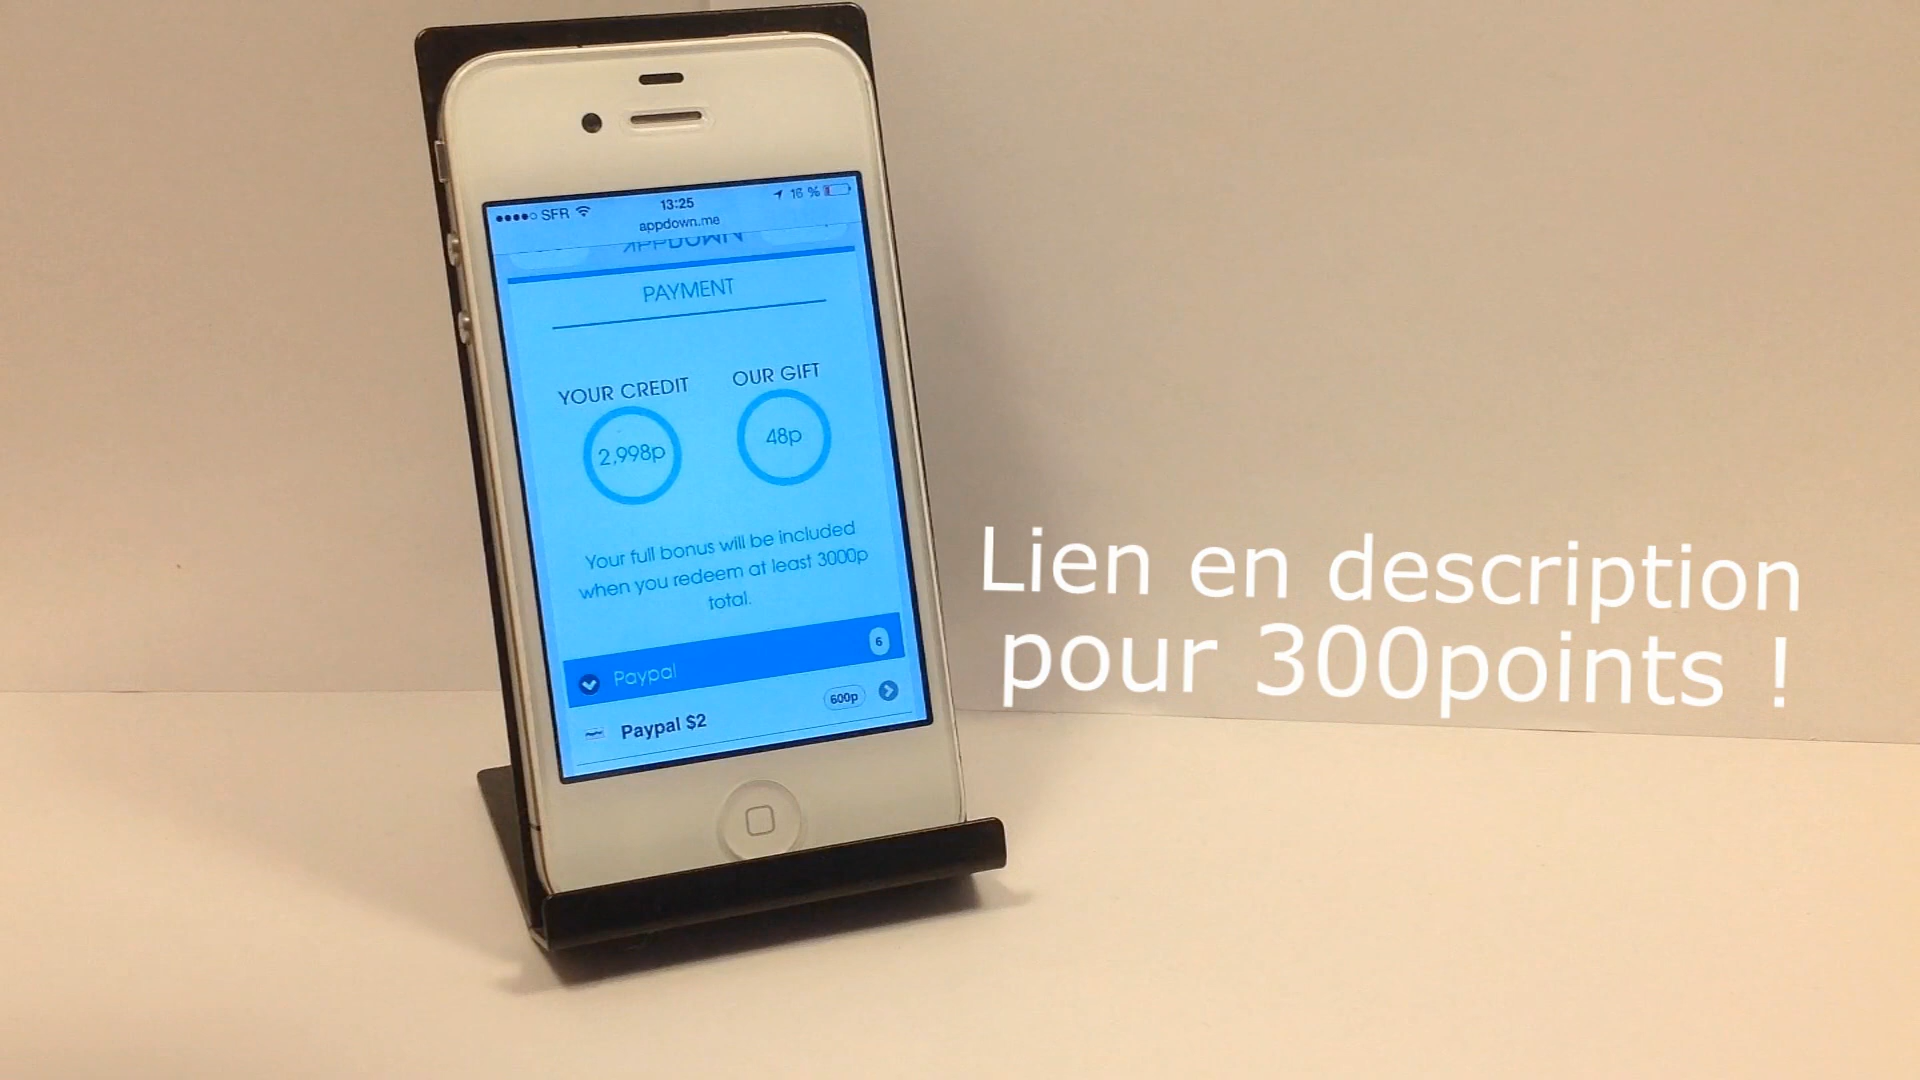 SFR 13:25 16 %
appdown.me
APPDOWN
PAYMENT
YOUR CREDIT
OUR GIFT
2,998p
48p
Your full bonus will be included
when you redeem at least 3000p
total.
Paypal 6
Paypal $2 600p
Lien en description
pour 300points !